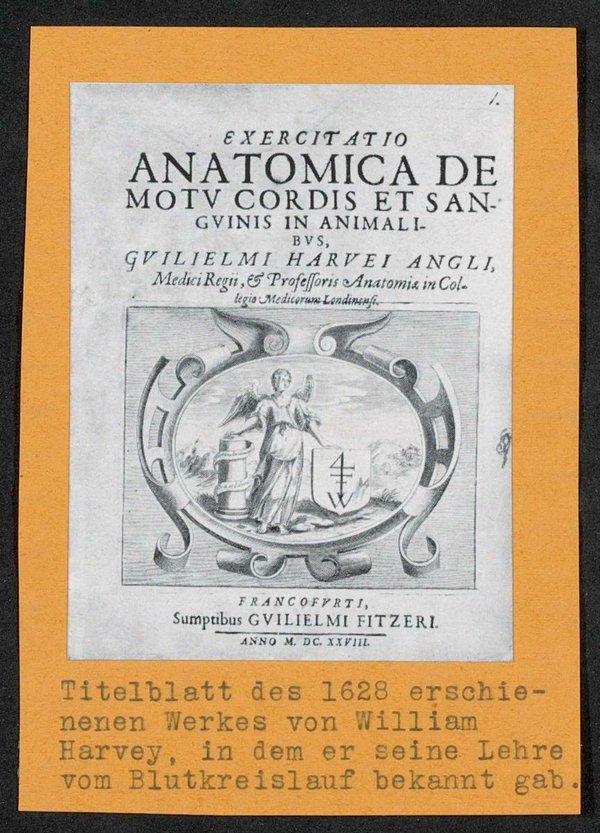 1.
EXERCITATIO
ANATOMICA DE
MOTV CORDIS ET SAN-
GVINIS IN ANIMALI-
BVS,
GVILIELMI HARVEI ANGLI,
Medici Regii, & Professoris Anatomiæ in Col-
legio Medicorum Londinensi.
4
W
FRANCOFVRTI,
Sumptibus GVILIELMI FITZERI.
ANNO M. DC. XXVIII.
Titelblatt des 1628 erschie-
nenen Werkes von William
Harvey, in dem er seine Lehre
vom Blutkreislauf bekannt gab.